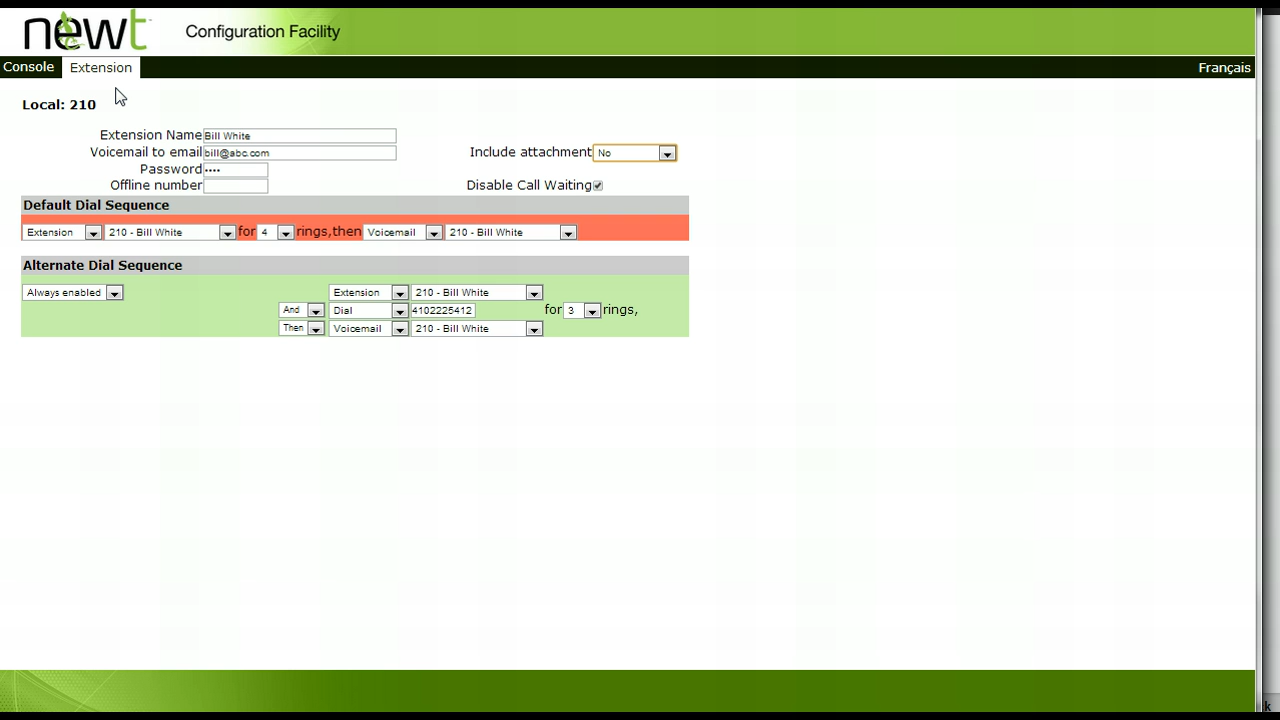 newt Configuration Facility
Console Extension Français
Local: 210
Extension Name Bill White
Voicemail to email bill@abc.com Include attachment No
Password ••••
Offline number Disable Call Waiting
Default Dial Sequence
Extension 210 - Bill White for 4 rings,then Voicemail 210 - Bill White
Alternate Dial Sequence
Always enabled Extension 210 - Bill White
And Dial 4102225412 for 3 rings,
Then Voicemail 210 - Bill White
k